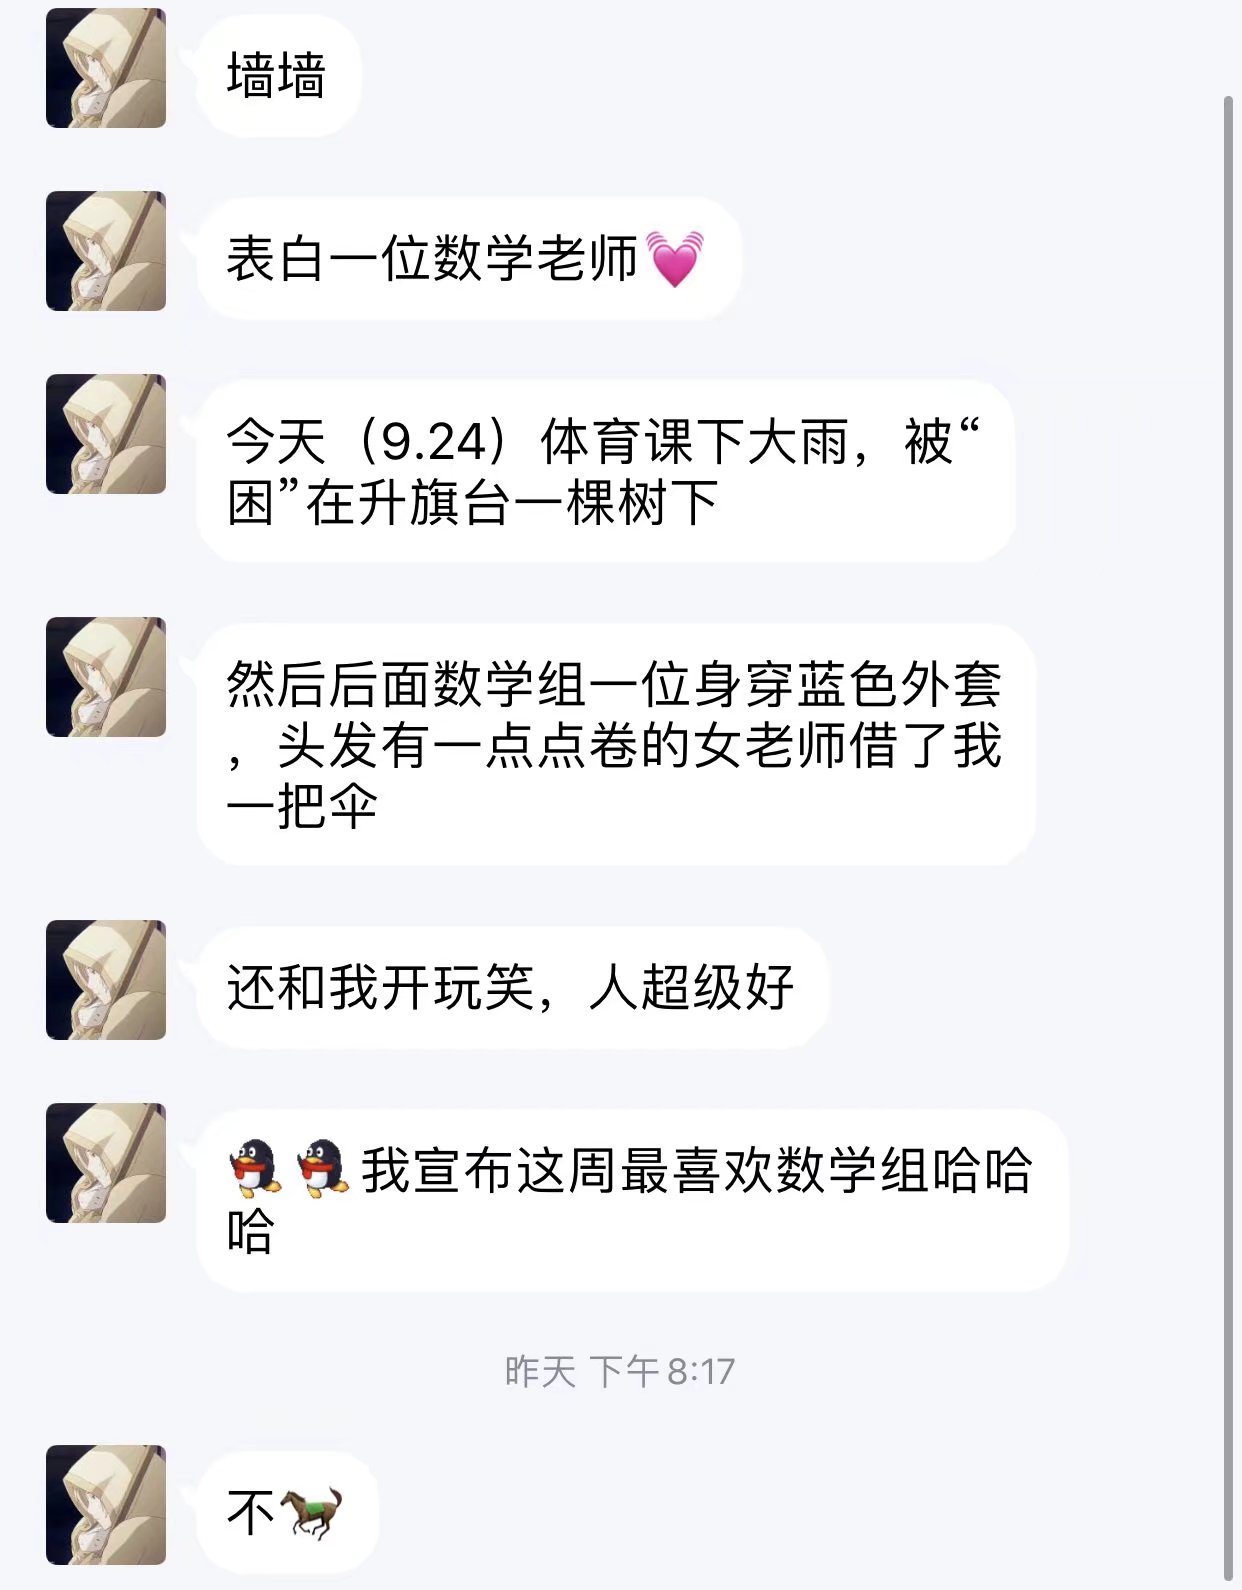 墙墙
表白一位数学老师💓
今天（9.24）体育课下大雨，被“
困”在升旗台一棵树下
然后后面数学组一位身穿蓝色外套
，头发有一点点卷的女老师借了我
一把伞
还和我开玩笑，人超级好
🐧🐧我宣布这周最喜欢数学组哈哈
哈
昨天 下午8:17
不🐎